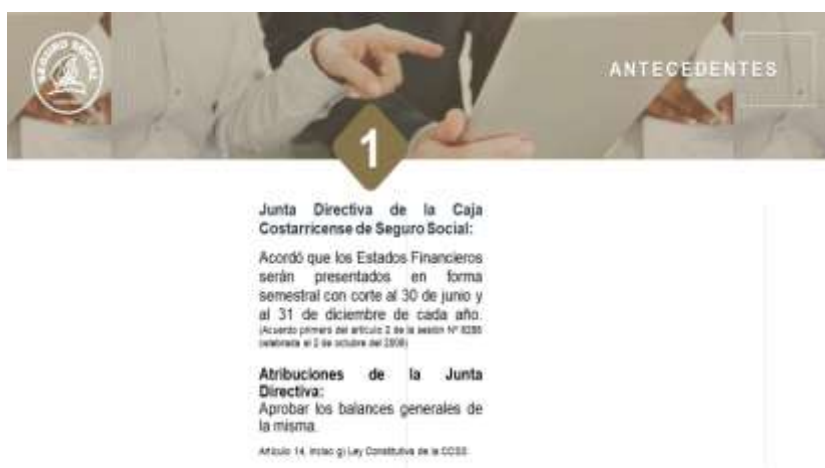 SEGURO SOCIAL
ANTECEDENTES
1
Junta Directiva de la Caja
Costarricense de Seguro Social:
Acordó que los Estados Financieros
serán presentados en forma
semestral con corte al 30 de junio y
al 31 de diciembre de cada año.
(Acuerdo primero del artículo 2 de la sesión Nº
celebrada el 2 de octubre del
Atribuciones de la Junta
Directiva:
Aprobar los balances generales de
la misma.
Artículo 14, inciso g) Ley Constitutiva de la CCSS